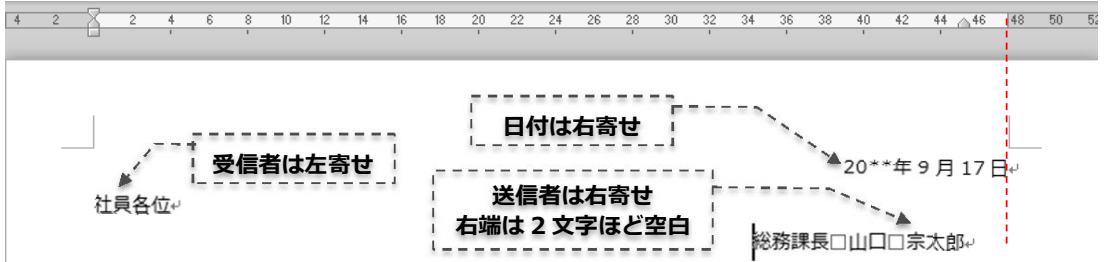 4 2 2 4 6 8 10 12 14 16 18 20 22 24 26 28 30 32 34 36 38 40 42 44 46 48 50 52
日付は右寄せ
20**年 9 月 17 日↵
受信者は左寄せ
社員各位↵
送信者は右寄せ
右端は 2 文字ほど空白
総務課長□山口□宗太郎↵